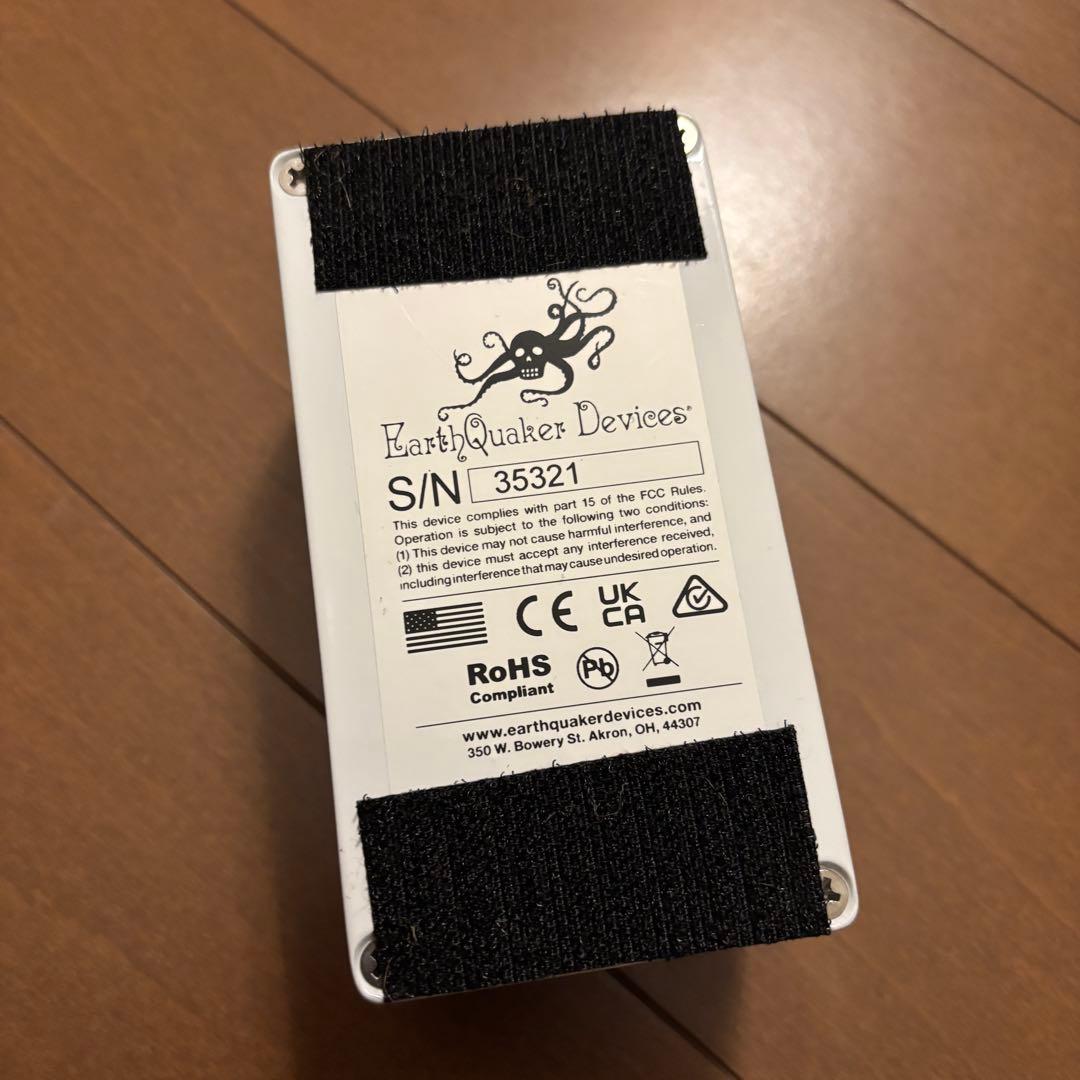 EarthQuaker Devices®
S/N 35321
This device complies with part 15 of the FCC Rules.
Operation is subject to the following two conditions:
(1) This device may not cause harmful interference, and
(2) this device must accept any interference received,
including interference that may cause undesired operation.
CE UK
CA
RoHS Pb
Compliant
www.earthquakerdevices.com
350 W. Bowery St. Akron, OH, 44307